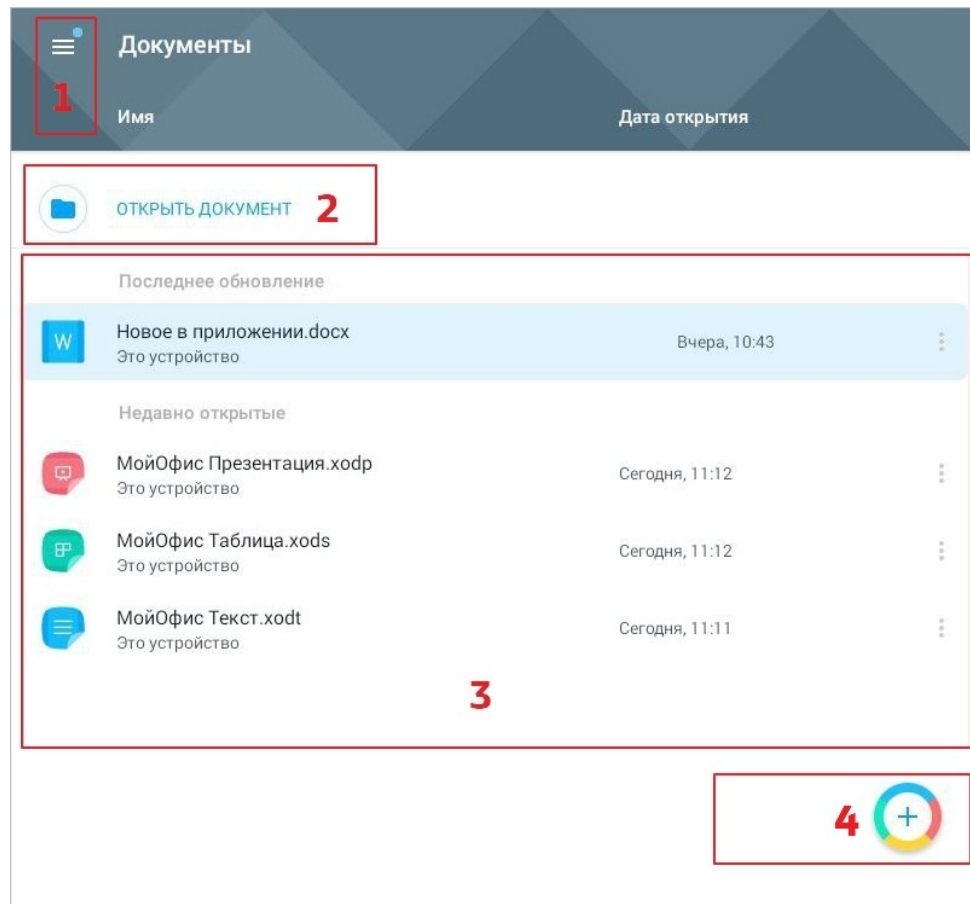 Документы
1
Имя Дата открытия
ОТКРЫТЬ ДОКУМЕНТ 2
Последнее обновление
W Новое в приложении.docx Вчера, 10:43
Это устройство
Недавно открытые
МойОфис Презентация.xodp Сегодня, 11:12
Это устройство
МойОфис Таблица.xods Сегодня, 11:12
Это устройство
МойОфис Текст.xodt Сегодня, 11:11
Это устройство
3
4 +